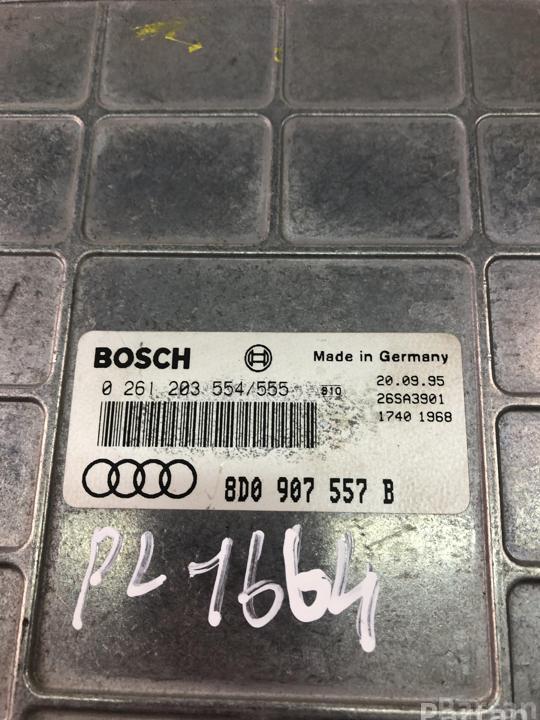 BOSCH Made in Germany
0 261 203 554/555 B10 20.09.95
26SA3901
1740 1968
8D0 907 557 B
PL 1664